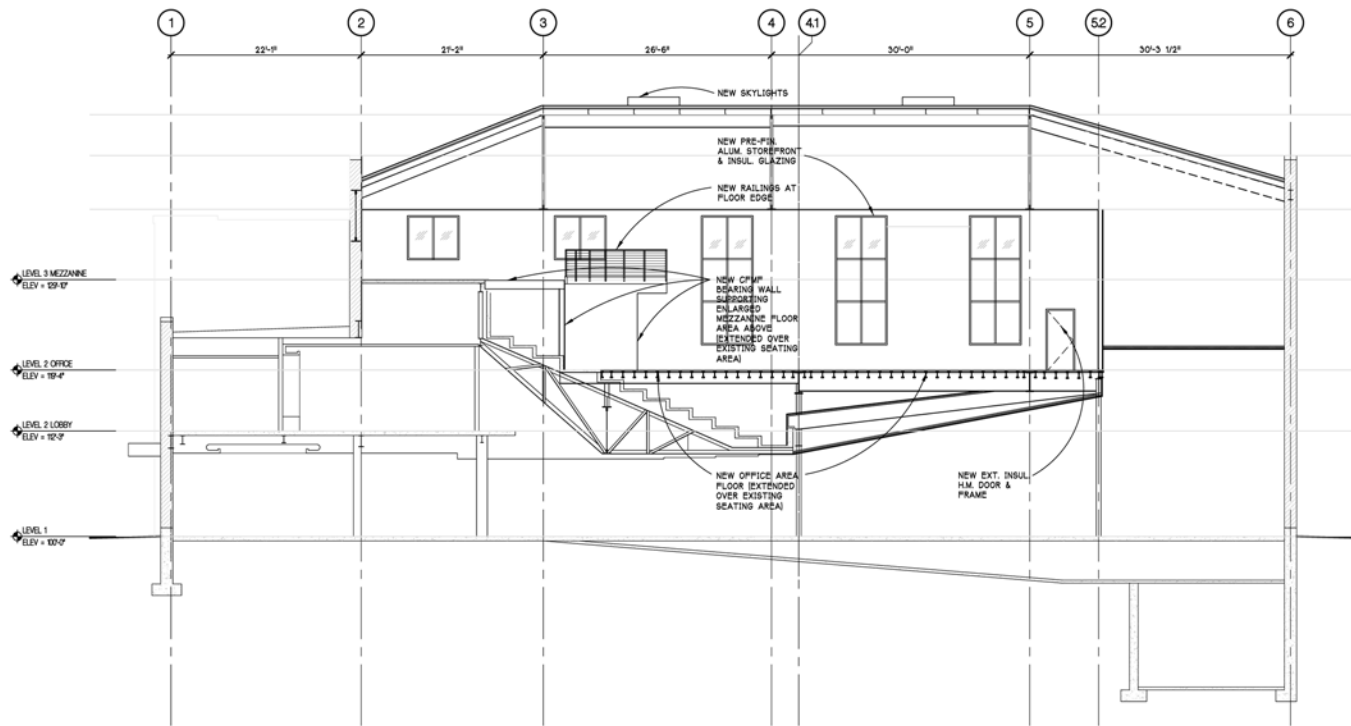 1 2 3 4 4.1 5 5.2 6
22'-1" 21'-2" 26'-6" 30'-0" 30'-3 1/2"
NEW SKYLIGHTS
NEW PRE-FIN.
ALUM. STOREFRONT
& INSUL. GLAZING
NEW RAILINGS AT
FLOOR EDGE
LEVEL 3 MEZZANINE
ELEV = 129'-10"
NEW CFMF
BEARING WALL
SUPPORTING
ENLARGED
MEZZANINE FLOOR
AREA ABOVE
(EXTENDED OVER
EXISTING SEATING
AREA)
LEVEL 2 OFFICE
ELEV = 119'-4"
LEVEL 2 LOBBY
ELEV = 112'-3"
NEW OFFICE AREA
FLOOR (EXTENDED
OVER EXISTING
SEATING AREA)
NEW EXT. INSUL.
H.M. DOOR &
FRAME
LEVEL 1
ELEV = 100'-0"